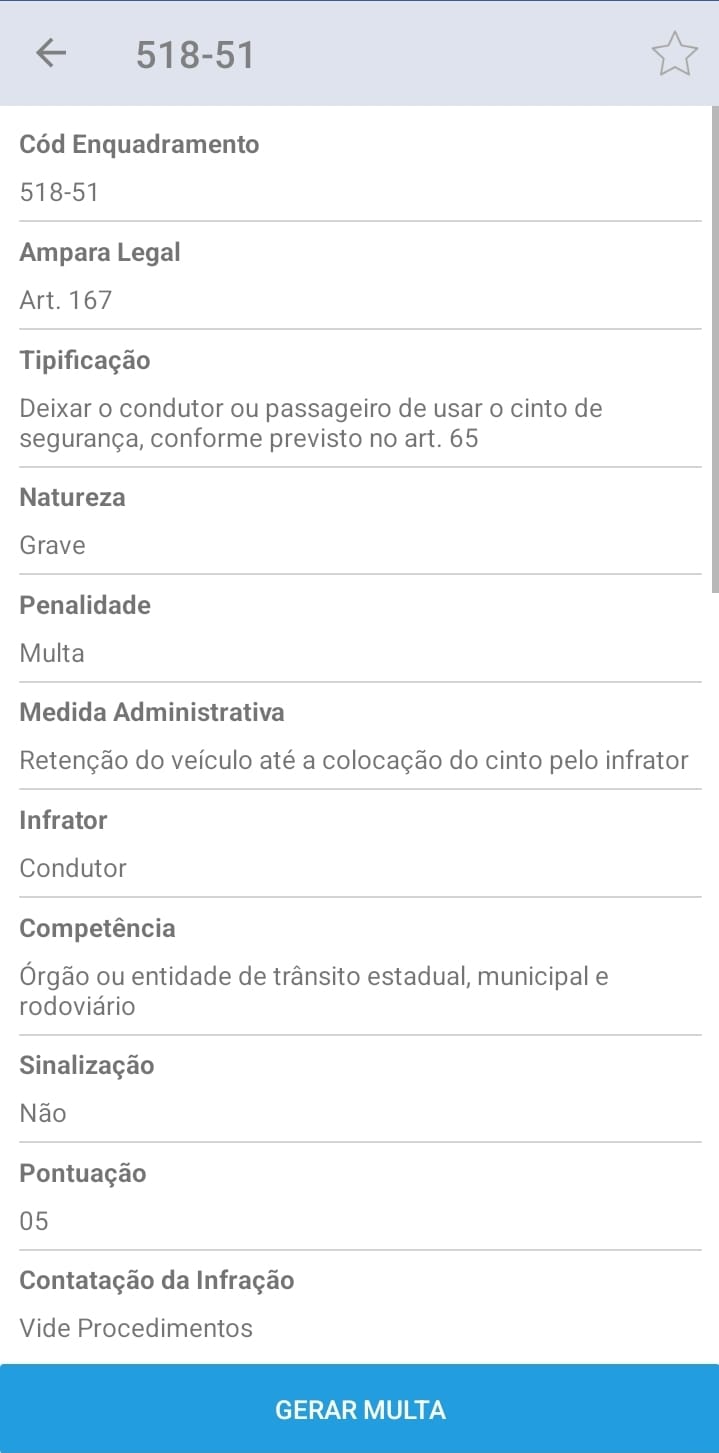 518-51
Cód Enquadramento
518-51
Ampara Legal
Art. 167
Tipificação
Deixar o condutor ou passageiro de usar o cinto de
segurança, conforme previsto no art. 65
Natureza
Grave
Penalidade
Multa
Medida Administrativa
Retenção do veículo até a colocação do cinto pelo infrator
Infrator
Condutor
Competência
Órgão ou entidade de trânsito estadual, municipal e
rodoviário
Sinalização
Não
Pontuação
05
Contatação da Infração
Vide Procedimentos
GERAR MULTA